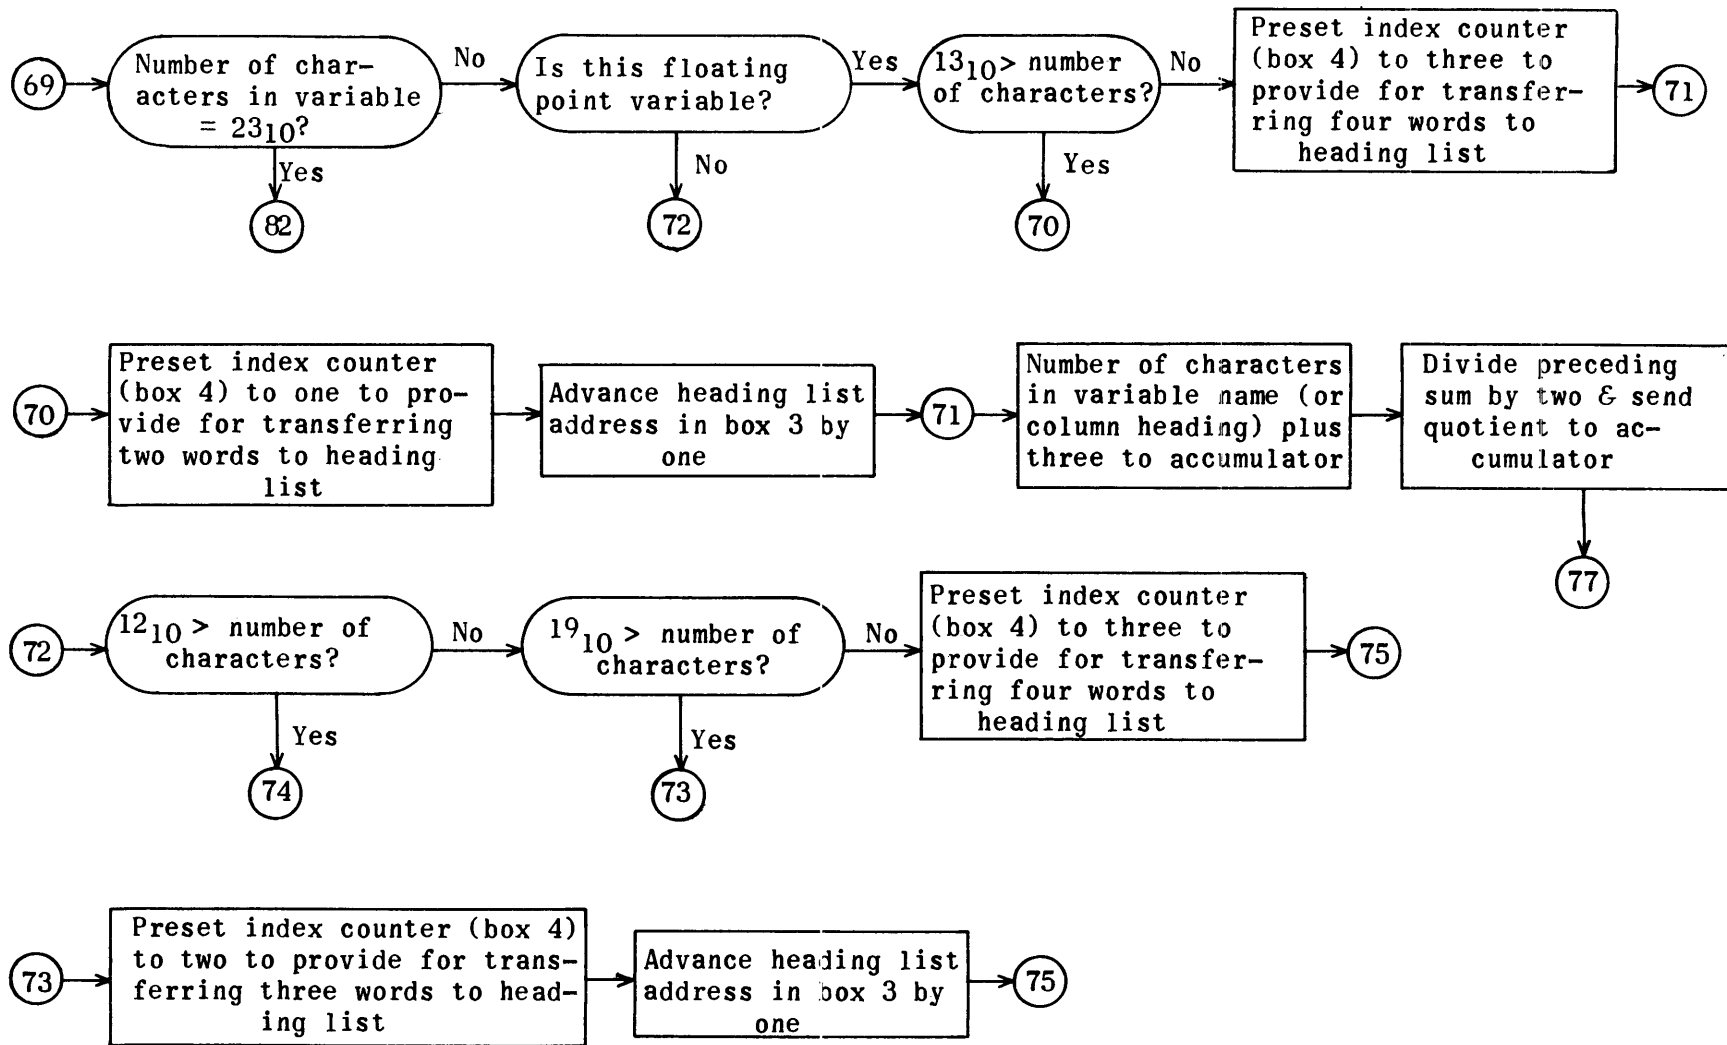 69
Number of char-
acters in variable
= 23₁₀?
No
Yes
82
Is this floating
point variable?
Yes
No
72
13₁₀ > number
of characters?
No
Yes
70
Preset index counter
(box 4) to three to
provide for transfer-
ring four words to
heading list
71
70
Preset index counter
(box 4) to one to pro-
vide for transferring
two words to heading
list
Advance heading list
address in box 3 by
one
71
Number of characters
in variable name (or
column heading) plus
three to accumulator
Divide preceding
sum by two & send
quotient to ac-
cumulator
77
72
12₁₀ > number of
characters?
No
Yes
74
19₁₀ > number of
characters?
No
Yes
73
Preset index counter
(box 4) to three to
provide for transfer-
ring four words to
heading list
75
73
Preset index counter (box 4)
to two to provide for trans-
ferring three words to head-
ing list
Advance heading list
address in box 3 by
one
75